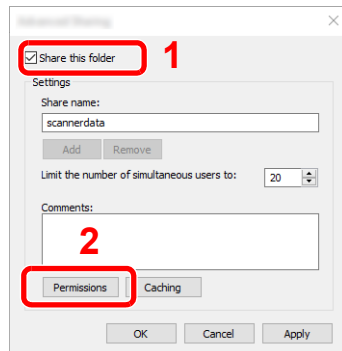 Share this folder
1
Settings
Share name:
scannerdata
Add Remove
Limit the number of simultaneous users to: 20
Comments:
2
Permissions Caching
OK Cancel Apply